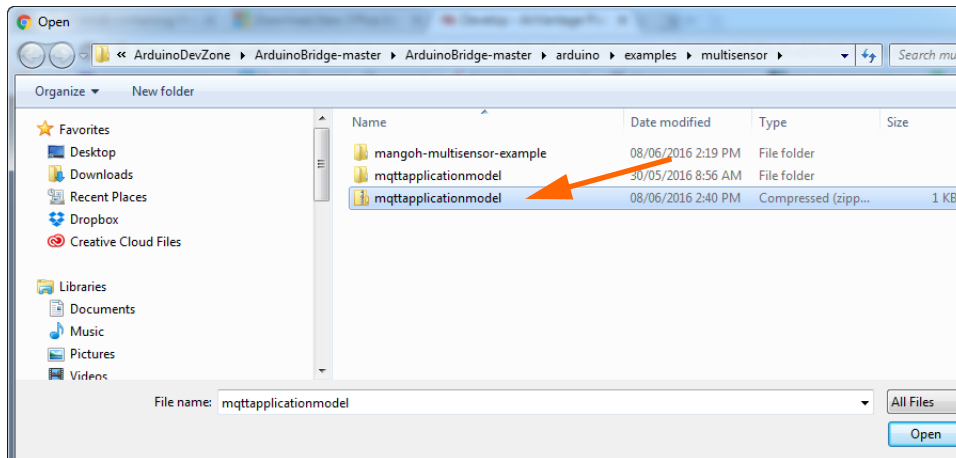 Open
« ArduinoDevZone ArduinoBridge-master ArduinoBridge-master arduino examples multisensor Search mu
Organize New folder
Name Date modified Type Size
Favorites
Desktop
Downloads
Recent Places
Dropbox
Creative Cloud Files
Libraries
Documents
Music
Pictures
Videos
mangoh-multisensor-example 08/06/2016 2:19 PM File folder
mqttapplicationmodel 30/05/2016 8:56 AM File folder
mqttapplicationmodel 08/06/2016 2:40 PM Compressed (zipp... 1 KB
File name: mqttapplicationmodel All Files
Open